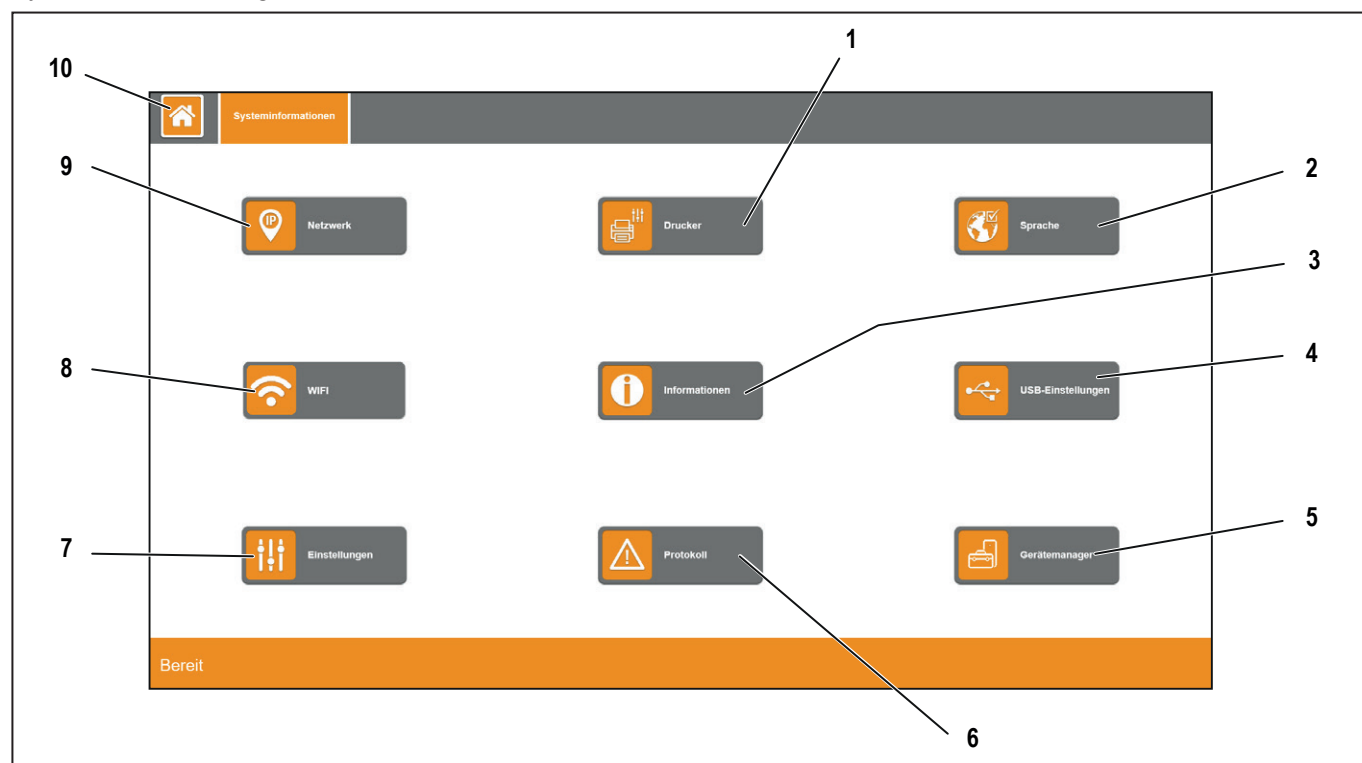 1
10
Systeminformationen
9
2
IP
Netzwerk
Drucker
Sprache
3
8
4
WIFI
Informationen
USB-Einstellungen
7
5
Einstellungen
Protokoll
Gerätemanager
Bereit
6